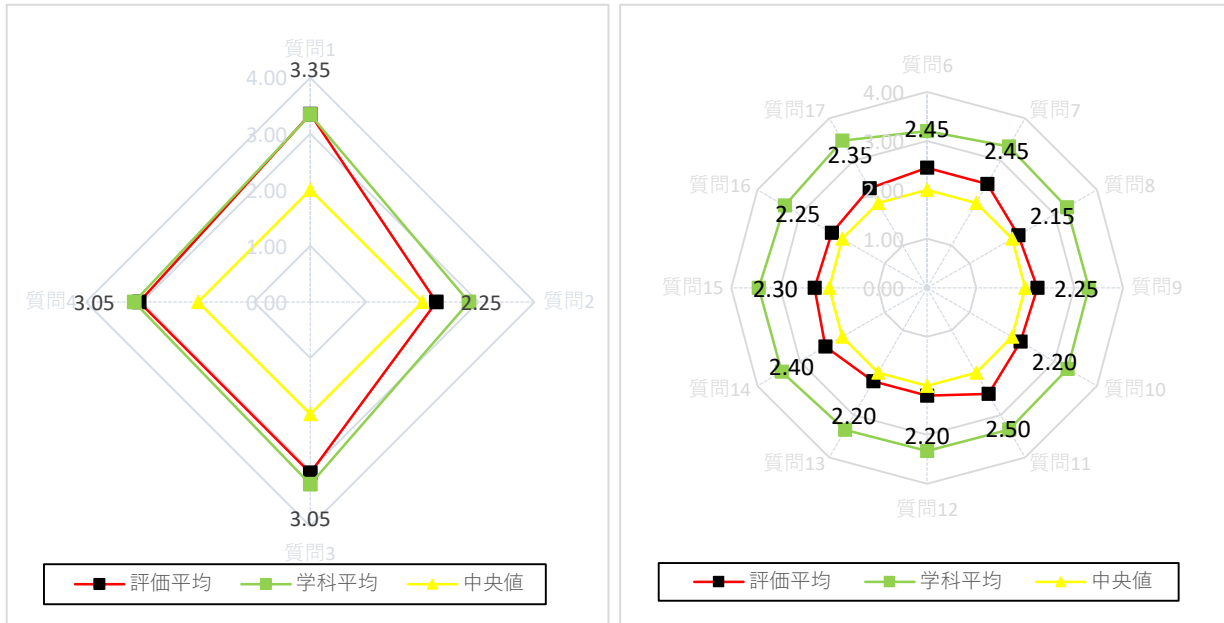 質問1
3.35
4.00
3.00
2.00
1.00
0.00
質問4
3.05
2.25
質問2
3.05
質問3
評価平均 学科平均 中央値
質問6
4.00
2.45
質問17
質問7
3.00
2.35
2.45
質問16
質問8
2.00
2.25
2.15
1.00
質問15
2.30
0.00
2.25
質問9
2.40
2.20
質問14
質問10
2.20
2.20
2.50
質問13
質問11
質問12
評価平均 学科平均 中央値